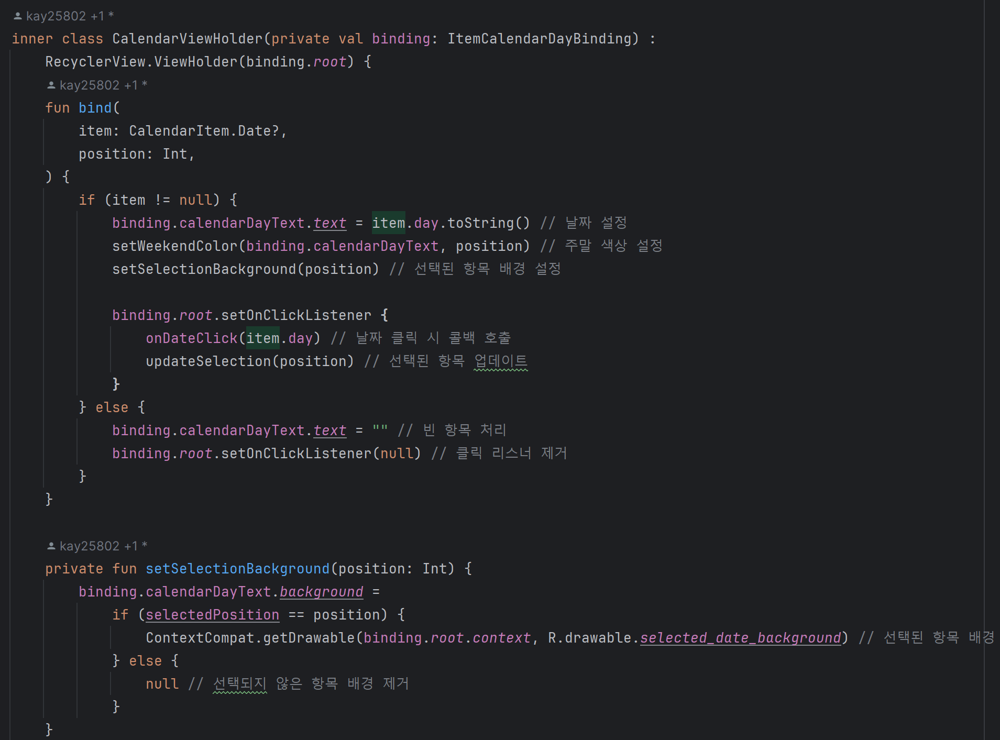 kay25802 +1 *
inner class CalendarViewHolder(private val binding: ItemCalendarDayBinding) :
    RecyclerView.ViewHolder(binding.root) {
    kay25802 +1 *
    fun bind(
        item: CalendarItem.Date?,
        position: Int,
    ) {
        if (item != null) {
            binding.calendarDayText.text = item.day.toString() // 날짜 설정
            setWeekendColor(binding.calendarDayText, position) // 주말 색상 설정
            setSelectionBackground(position) // 선택된 항목 배경 설정

            binding.root.setOnClickListener {
                onDateClick(item.day) // 날짜 클릭 시 콜백 호출
                updateSelection(position) // 선택된 항목 업데이트
            }
        } else {
            binding.calendarDayText.text = "" // 빈 항목 처리
            binding.root.setOnClickListener(null) // 클릭 리스너 제거
        }
    }

    kay25802 +1 *
    private fun setSelectionBackground(position: Int) {
        binding.calendarDayText.background =
            if (selectedPosition == position) {
                ContextCompat.getDrawable(binding.root.context, R.drawable.selected_date_background) // 선택된 항목 배경
            } else {
                null // 선택되지 않은 항목 배경 제거
            }
    }